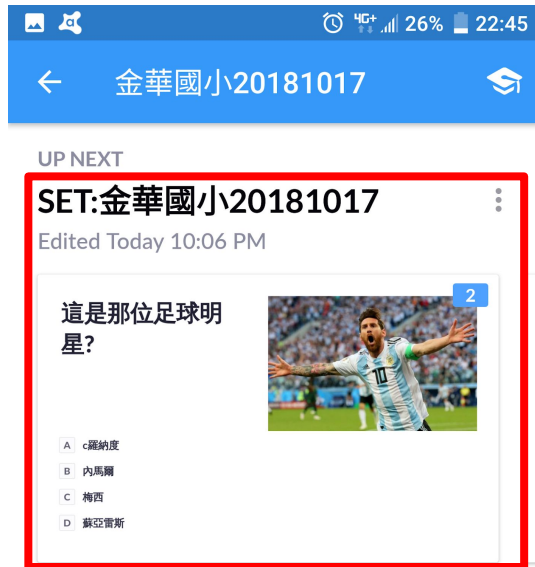 4G+ 26% 22:45
金華國小20181017
UP NEXT
SET:金華國小20181017
Edited Today 10:06 PM
2
這是那位足球明
星?
10
A c羅納度
B 內馬爾
C 梅西
D 蘇亞雷斯